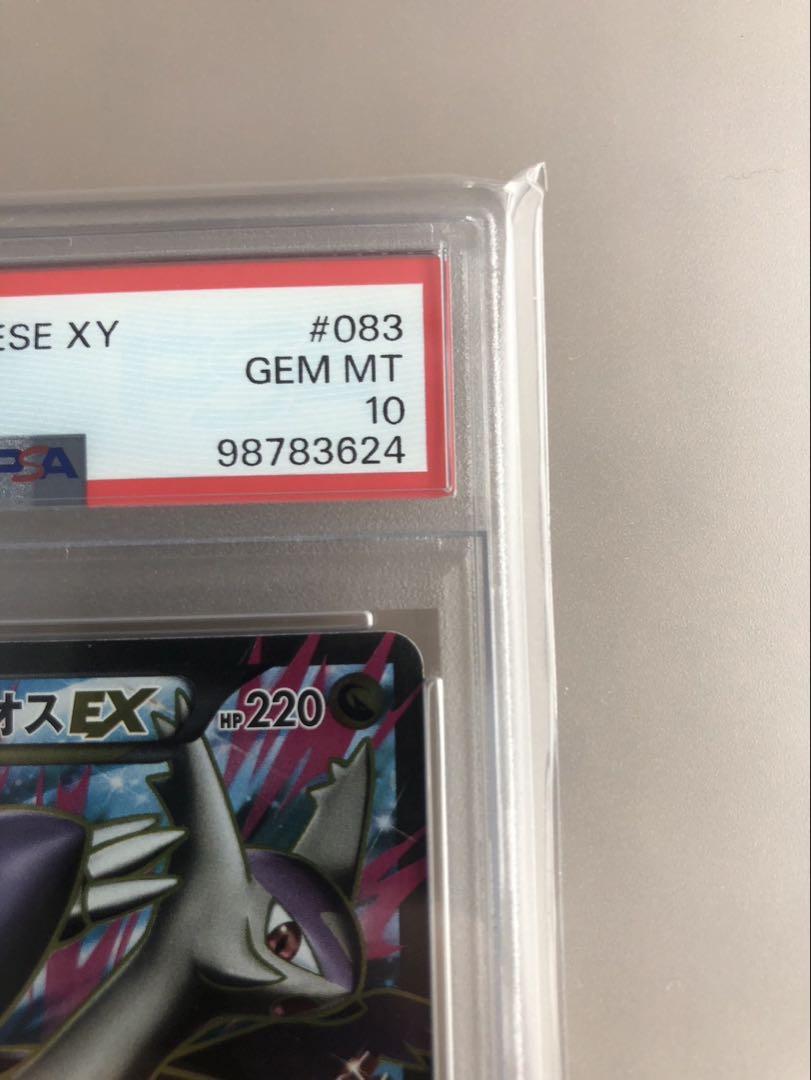 ESE XY #083
GEM MT
10
PSA 98783624
オスEX HP220